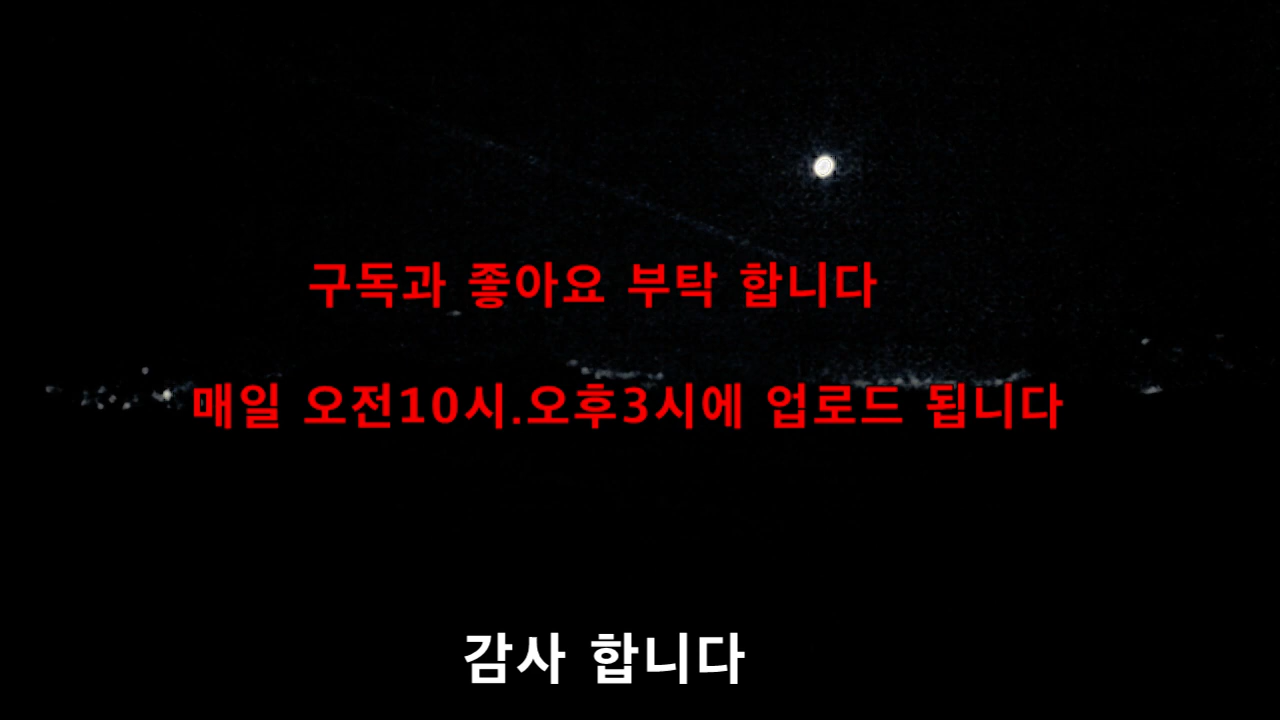 구독과 좋아요 부탁 합니다
매일 오전10시.오후3시에 업로드 됩니다
감사 합니다